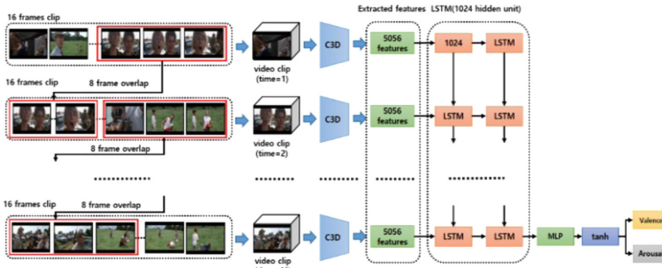 Extracted features LSTM(1024 hidden unit)
16 frames clip
C3D
5056
features
1024
LSTM
video clip
(time=1)
16 frames clip
8 frame overlap
C3D
5056
features
LSTM
LSTM
video clip
(time=2)
8 frame overlap
16 frames clip
8 frame overlap
C3D
5056
features
LSTM
LSTM
MLP
tanh
Valence
Arousal
video clip